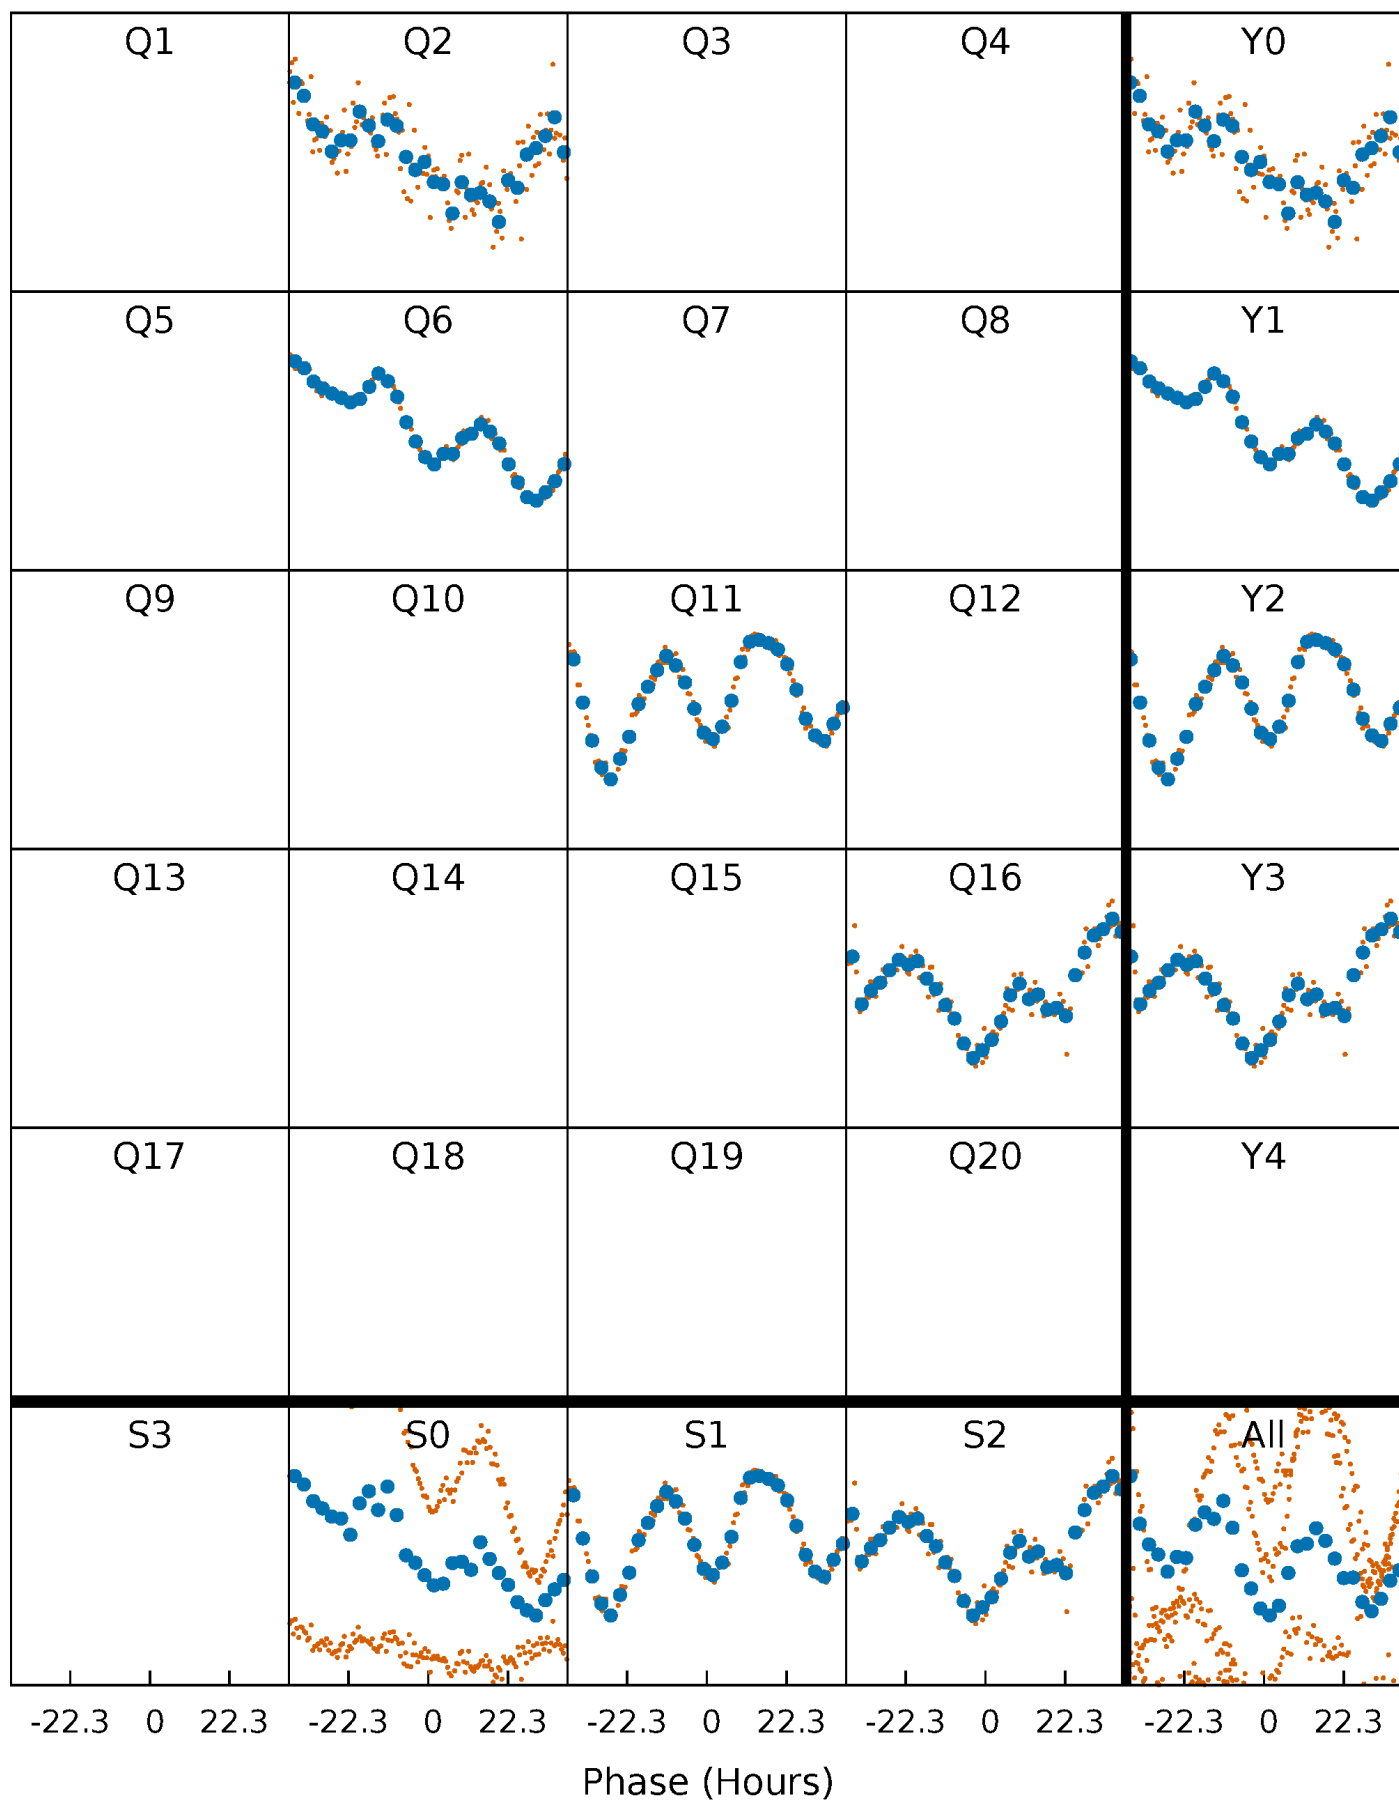 Q1 Q2 Q3 Q4 Y0
Q5 Q6 Q7 Q8 Y1
Q9 Q10 Q11 Q12 Y2
Q13 Q14 Q15 Q16 Y3
Q17 Q18 Q19 Q20 Y4
S3 S0 S1 S2 All
-22.3 0 22.3 -22.3 0 22.3 -22.3 0 22.3 -22.3 0 22.3 -22.3 0 22.3
Phase (Hours)